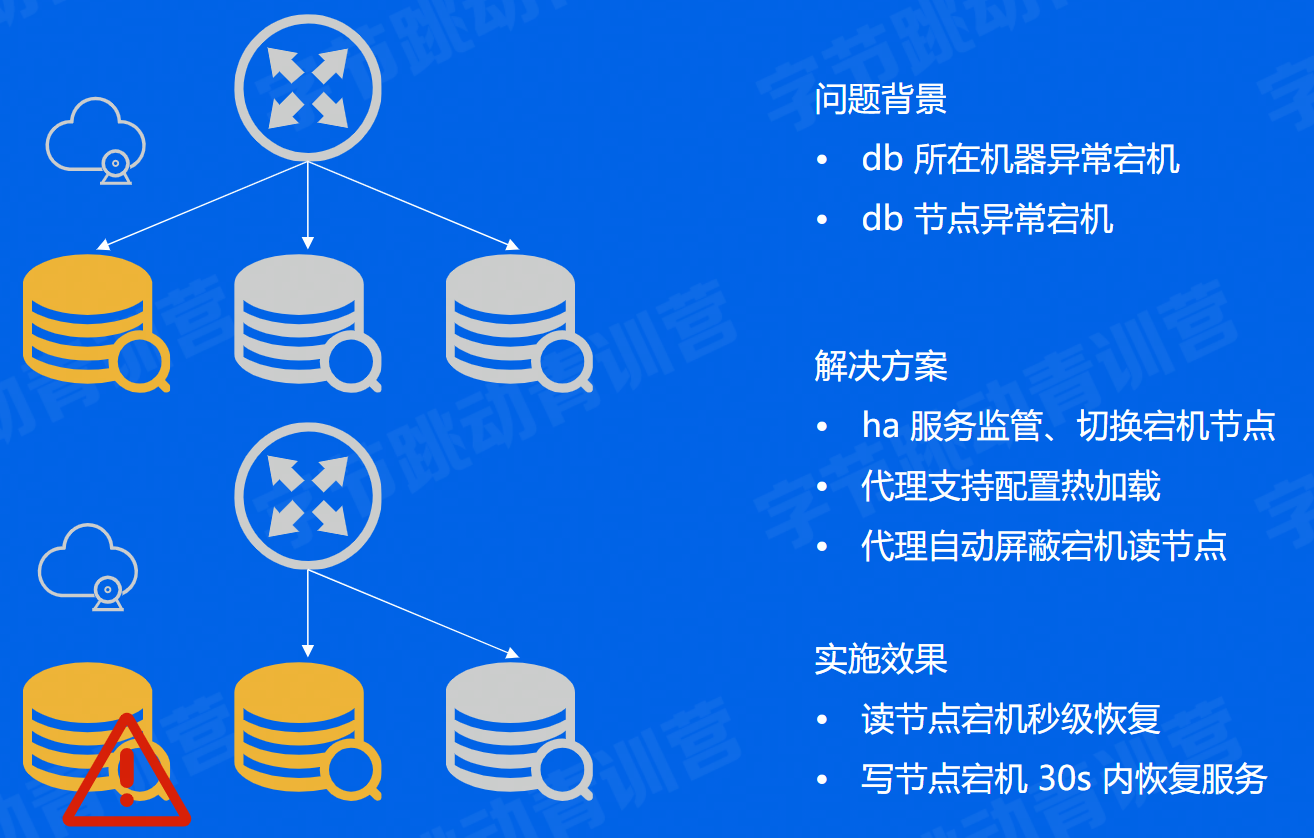 问题背景
• db 所在机器异常宕机
• db 节点异常宕机
解决方案
• ha 服务监管、切换宕机节点
• 代理支持配置热加载
• 代理自动屏蔽宕机读节点
实施效果
• 读节点宕机秒级恢复
• 写节点宕机 30s 内恢复服务
字节跳动青训营